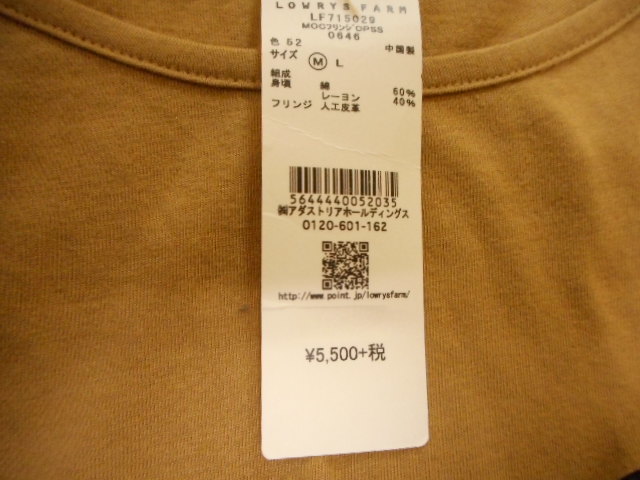 LOWRYS FARM
LF715029
MOCフリンジOPSS
0646
色 52 中国製
サイズ M L
組成
身頃 綿 60%
レーヨン 40%
フリンジ 人工皮革
5644440052035
㈱アダストリアホールディングス
0120-601-162
http://www.point.jp/lowrysfarm/
¥5,500+税